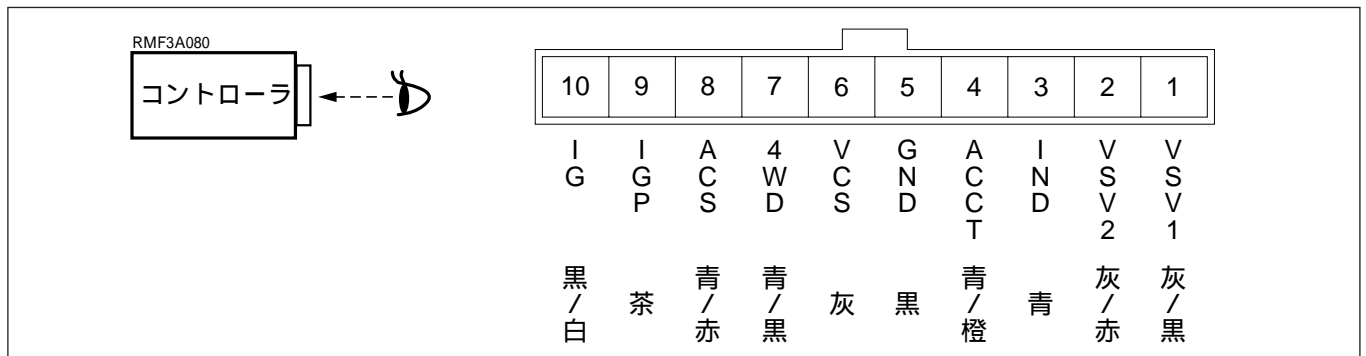 RMF3A080
コントローラ
10 9 8 7 6 5 4 3 2 1
IG IGP ACS 4WD VCS GND ACCT IND VSV2 VSV1
黒/白 茶 青/赤 青/黒 灰 黒 青/橙 青 灰/赤 灰/黒